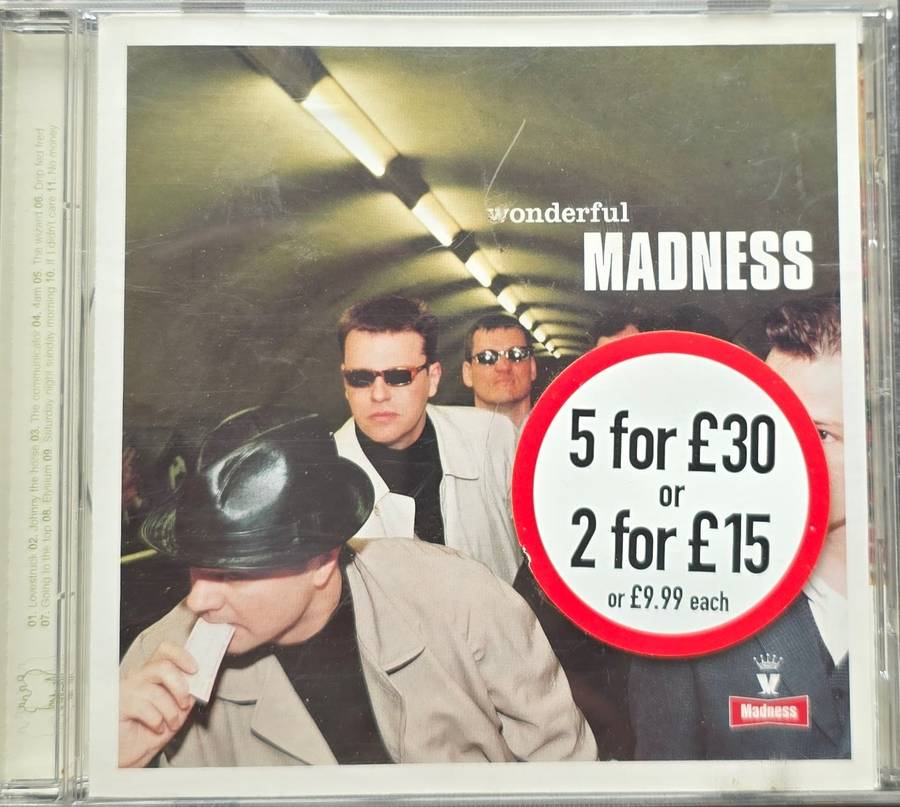 01. Lovestruck 02. Johnny the horse 03. The communicator 04. 4am 05. The wizard 06. Drip fed fred
07. Going to the top 08. Elysium 09. Saturday night sunday morning 10. If I didn't care 11. No money
wonderful
MADNESS
5 for £30
or
2 for £15
or £9.99 each
Madness